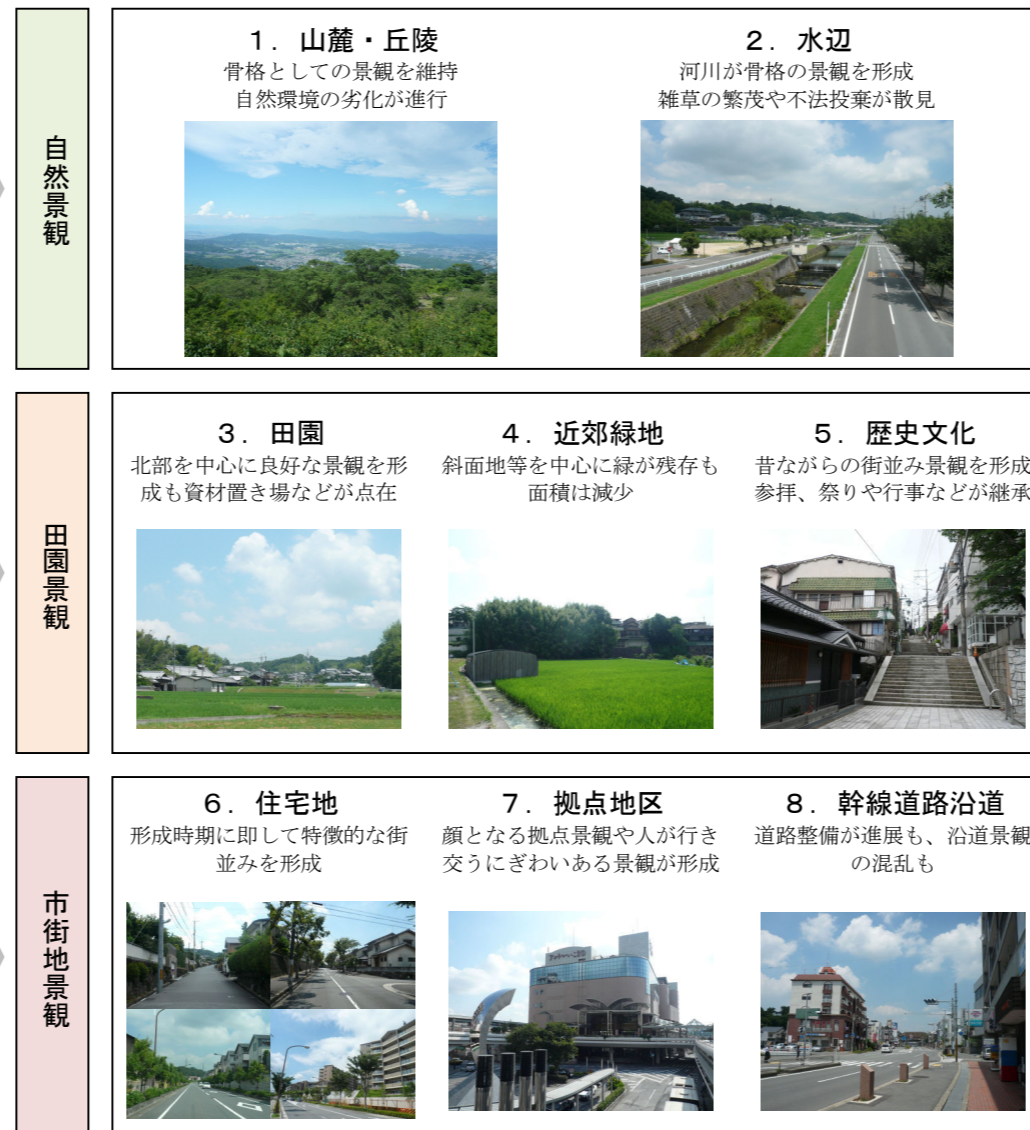 自然景観
1．山麓・丘陵
骨格としての景観を維持
自然環境の劣化が進行
2．水辺
河川が骨格の景観を形成
雑草の繁茂や不法投棄が散見
田園景観
3．田園
北部を中心に良好な景観を形
成も資材置き場などが点在
4．近郊緑地
斜面地等を中心に緑が残存も
面積は減少
5．歴史文化
昔ながらの街並み景観を形成
参拝、祭りや行事などが継承
市街地景観
6．住宅地
形成時期に即して特徴的な街
並みを形成
7．拠点地区
顔となる拠点景観や人が行き
交うにぎわいある景観が形成
8．幹線道路沿道
道路整備が進展も、沿道景観
の混乱も